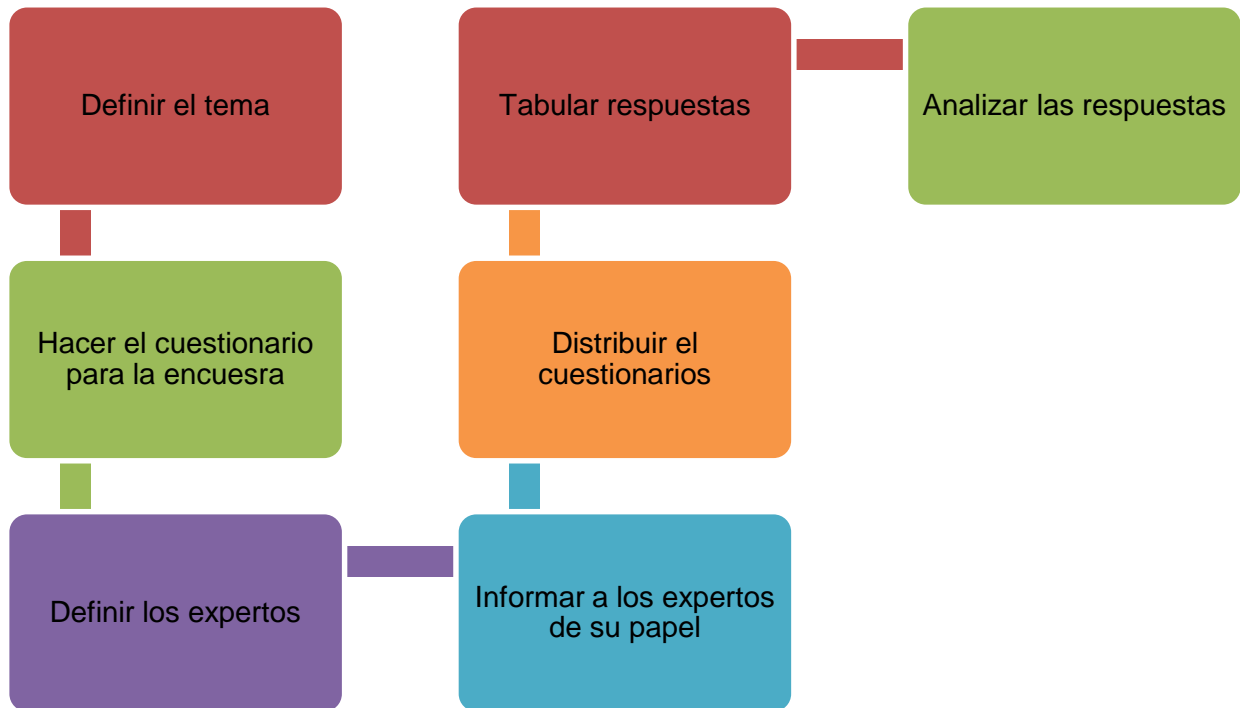 Definir el tema
Hacer el cuestionario
para la encuesra
Definir los expertos
Informar a los expertos
de su papel
Distribuir el
cuestionarios
Tabular respuestas
Analizar las respuestas